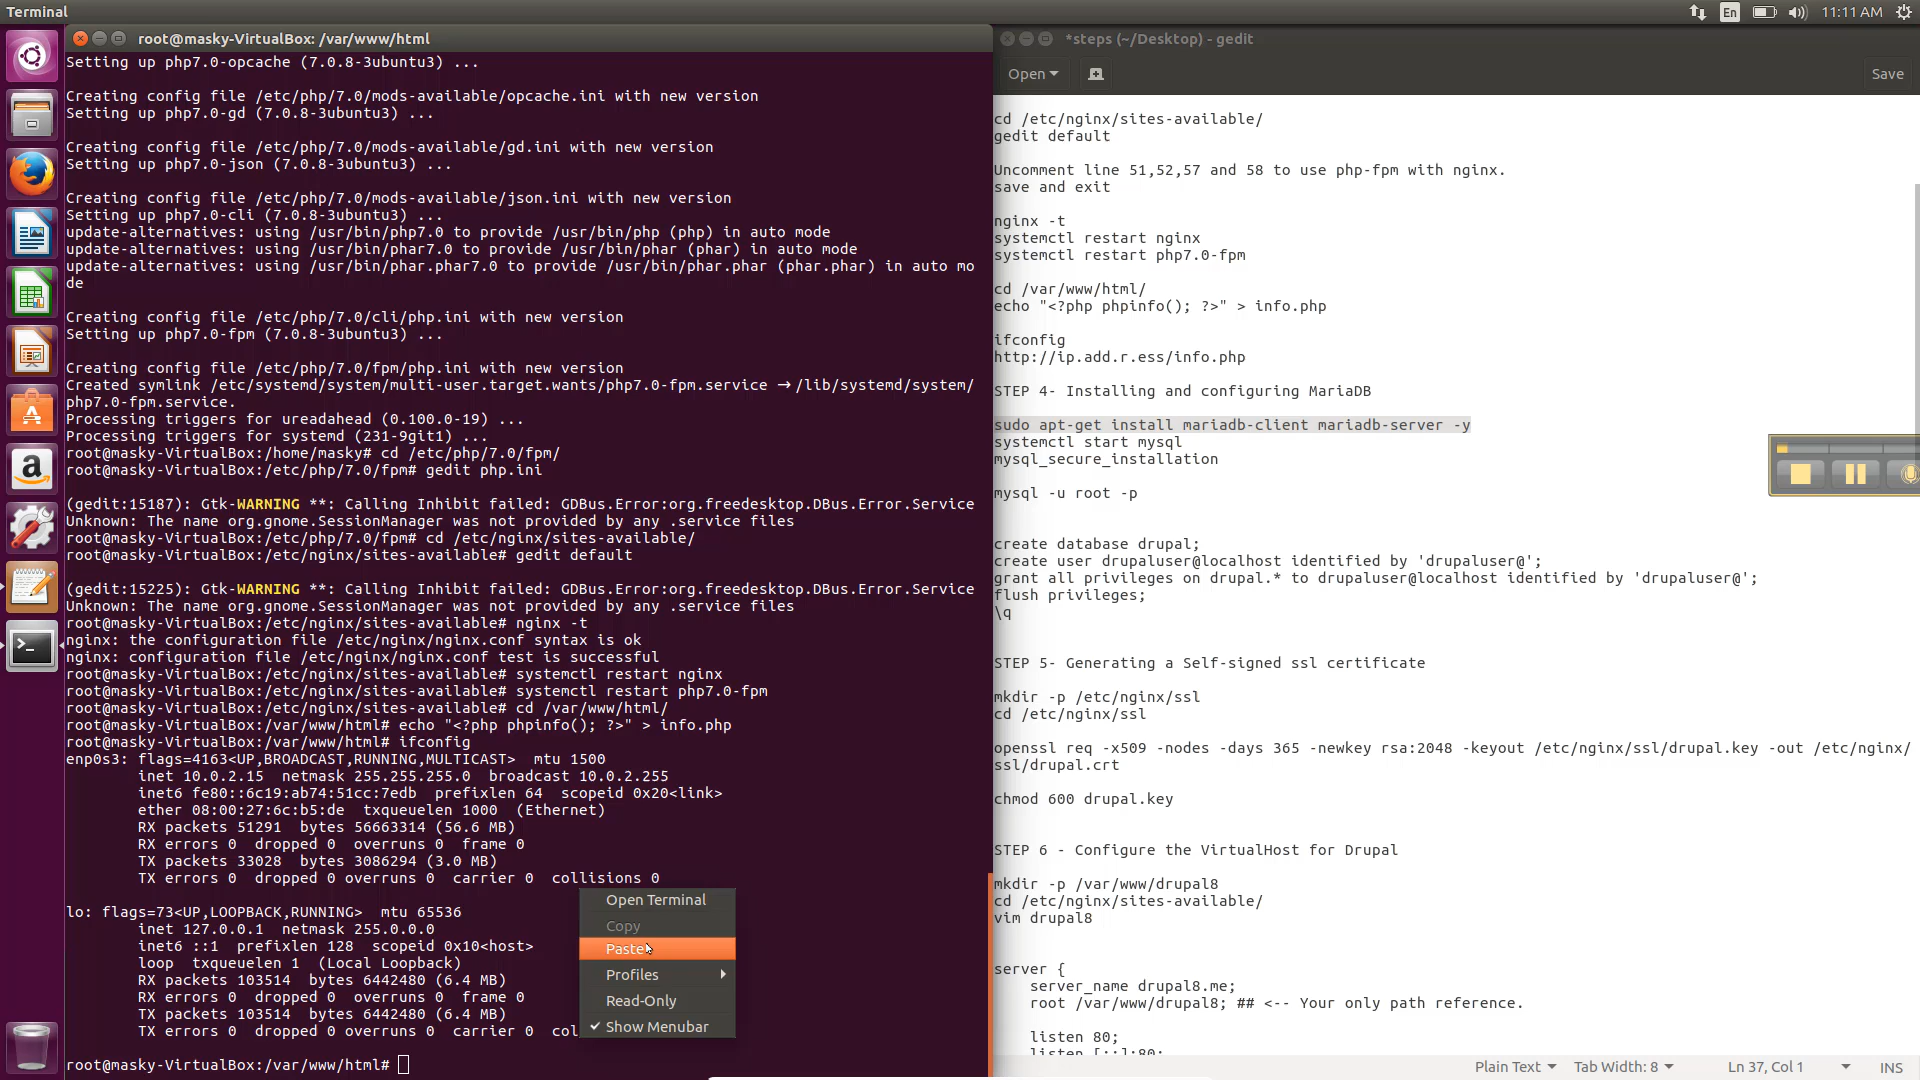 Terminal
En
11:11 AM
root@masky-VirtualBox: /var/www/html
Setting up php7.0-opcache (7.0.8-3ubuntu3) ...
Creating config file /etc/php/7.0/mods-available/opcache.ini with new version
Setting up php7.0-gd (7.0.8-3ubuntu3) ...
Creating config file /etc/php/7.0/mods-available/gd.ini with new version
Setting up php7.0-json (7.0.8-3ubuntu3) ...
Creating config file /etc/php/7.0/mods-available/json.ini with new version
Setting up php7.0-cli (7.0.8-3ubuntu3) ...
update-alternatives: using /usr/bin/php7.0 to provide /usr/bin/php (php) in auto mode
update-alternatives: using /usr/bin/phar7.0 to provide /usr/bin/phar (phar) in auto mode
update-alternatives: using /usr/bin/phar.phar7.0 to provide /usr/bin/phar.phar (phar.phar) in auto mo
de
Creating config file /etc/php/7.0/cli/php.ini with new version
Setting up php7.0-fpm (7.0.8-3ubuntu3) ...
Creating config file /etc/php/7.0/fpm/php.ini with new version
Created symlink /etc/systemd/system/multi-user.target.wants/php7.0-fpm.service → /lib/systemd/system/
php7.0-fpm.service.
Processing triggers for ureadahead (0.100.0-19) ...
Processing triggers for systemd (231-9git1) ...
root@masky-VirtualBox:/home/masky# cd /etc/php/7.0/fpm/
root@masky-VirtualBox:/etc/php/7.0/fpm# gedit php.ini
(gedit:15187): Gtk-WARNING **: Calling Inhibit failed: GDBus.Error:org.freedesktop.DBus.Error.Service
Unknown: The name org.gnome.SessionManager was not provided by any .service files
root@masky-VirtualBox:/etc/php/7.0/fpm# cd /etc/nginx/sites-available/
root@masky-VirtualBox:/etc/nginx/sites-available# gedit default
(gedit:15225): Gtk-WARNING **: Calling Inhibit failed: GDBus.Error:org.freedesktop.DBus.Error.Service
Unknown: The name org.gnome.SessionManager was not provided by any .service files
root@masky-VirtualBox:/etc/nginx/sites-available# nginx -t
nginx: the configuration file /etc/nginx/nginx.conf syntax is ok
nginx: configuration file /etc/nginx/nginx.conf test is successful
root@masky-VirtualBox:/etc/nginx/sites-available# systemctl restart nginx
root@masky-VirtualBox:/etc/nginx/sites-available# systemctl restart php7.0-fpm
root@masky-VirtualBox:/etc/nginx/sites-available# cd /var/www/html/
root@masky-VirtualBox:/var/www/html# echo "<?php phpinfo(); ?>" > info.php
root@masky-VirtualBox:/var/www/html# ifconfig
enp0s3: flags=4163<UP,BROADCAST,RUNNING,MULTICAST>  mtu 1500
inet 10.0.2.15  netmask 255.255.255.0  broadcast 10.0.2.255
inet6 fe80::6c19:ab74:51cc:7edb  prefixlen 64  scopeid 0x20<link>
ether 08:00:27:6c:b5:de  txqueuelen 1000  (Ethernet)
RX packets 51291  bytes 56663314 (56.6 MB)
RX errors 0  dropped 0  overruns 0  frame 0
TX packets 33028  bytes 3086294 (3.0 MB)
TX errors 0  dropped 0 overruns 0  carrier 0  collisions 0
lo: flags=73<UP,LOOPBACK,RUNNING>  mtu 65536
inet 127.0.0.1  netmask 255.0.0.0
inet6 ::1  prefixlen 128  scopeid 0x10<host>
loop  txqueuelen 1  (Local Loopback)
RX packets 103514  bytes 6442480 (6.4 MB)
RX errors 0  dropped 0  overruns 0  frame 0
TX packets 103514  bytes 6442480 (6.4 MB)
TX errors 0  dropped 0 overruns 0  carrier 0  col
root@masky-VirtualBox:/var/www/html#
Open Terminal
Copy
Paste
Profiles
Read-Only
Show Menubar
*steps (~/Desktop) - gedit
Open
Save
cd /etc/nginx/sites-available/
gedit default
Uncomment line 51,52,57 and 58 to use php-fpm with nginx.
save and exit
nginx -t
systemctl restart nginx
systemctl restart php7.0-fpm
cd /var/www/html/
echo "<?php phpinfo(); ?>" > info.php
ifconfig
http://ip.add.r.ess/info.php
STEP 4- Installing and configuring MariaDB
sudo apt-get install mariadb-client mariadb-server -y
systemctl start mysql
mysql_secure_installation
mysql -u root -p
create database drupal;
create user drupaluser@localhost identified by 'drupaluser@';
grant all privileges on drupal.* to drupaluser@localhost identified by 'drupaluser@';
flush privileges;
\q
STEP 5- Generating a Self-signed ssl certificate
mkdir -p /etc/nginx/ssl
cd /etc/nginx/ssl
openssl req -x509 -nodes -days 365 -newkey rsa:2048 -keyout /etc/nginx/ssl/drupal.key -out /etc/nginx/
ssl/drupal.crt
chmod 600 drupal.key
STEP 6 - Configure the VirtualHost for Drupal
mkdir -p /var/www/drupal8
cd /etc/nginx/sites-available/
vim drupal8
server {
server_name drupal8.me;
root /var/www/drupal8; ## <-- Your only path reference.
listen 80;
listen [::]:80;
Plain Text
Tab Width: 8
Ln 37, Col 1
INS